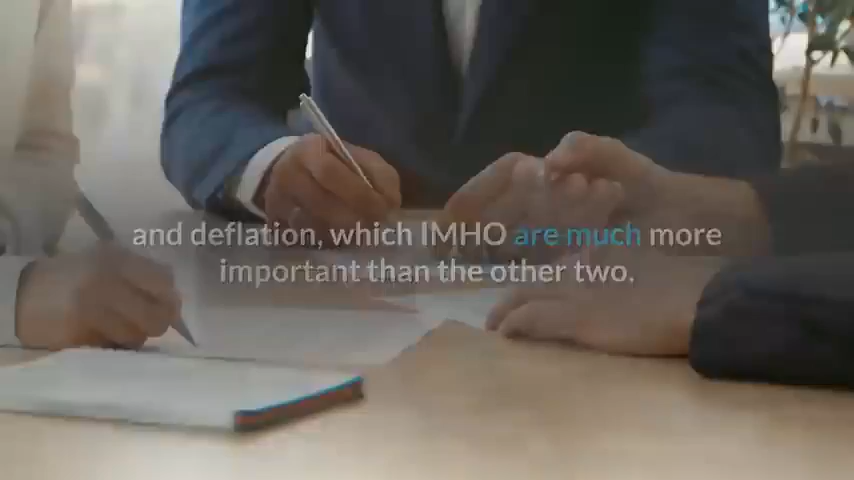 and deflation, which IMHO are much more
important than the other two.